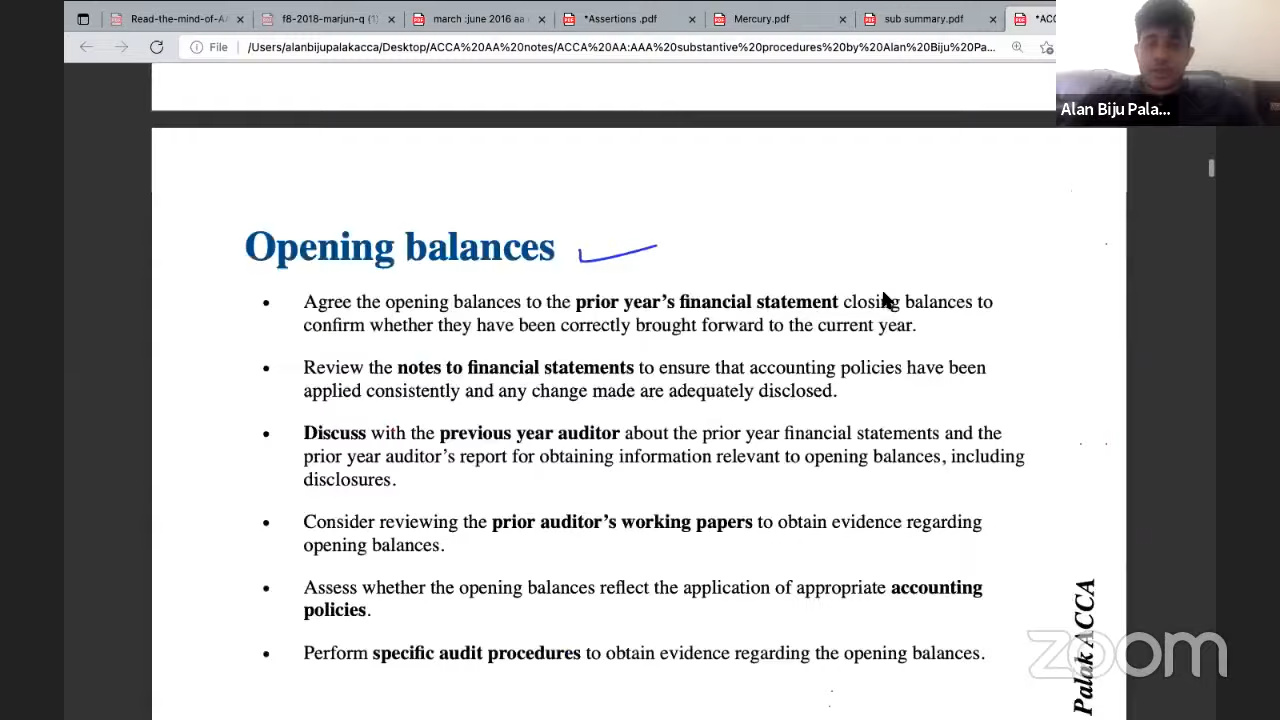 Read-the-mind-of-A
f8-2018-marjun-q (1)
march :june 2016 aa
*Assertions .pdf
Mercury.pdf
sub summary.pdf
*ACC
File
/Users/alanbijupalakacca/Desktop/ACCA%20AA%20notes/ACCA%20AA:AAA%20substantive%20procedures%20by%20Alan%20Biju%20Pa...
Alan Biju Pala...
Opening balances
• Agree the opening balances to the prior year's financial statement closing balances to
confirm whether they have been correctly brought forward to the current year.
• Review the notes to financial statements to ensure that accounting policies have been
applied consistently and any change made are adequately disclosed.
• Discuss with the previous year auditor about the prior year financial statements and the
prior year auditor's report for obtaining information relevant to opening balances, including
disclosures.
• Consider reviewing the prior auditor's working papers to obtain evidence regarding
opening balances.
• Assess whether the opening balances reflect the application of appropriate accounting
policies.
• Perform specific audit procedures to obtain evidence regarding the opening balances.
Palak ACCA
zoom